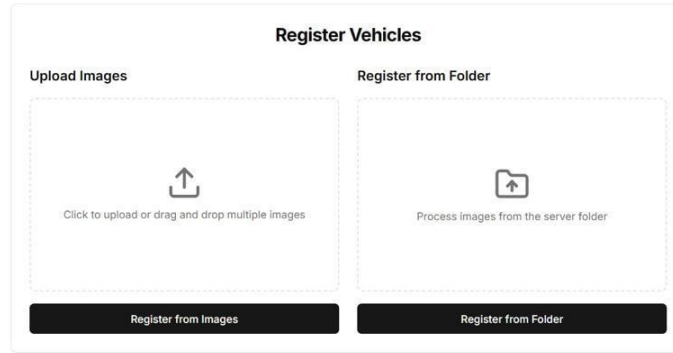 Register Vehicles
Upload Images
Click to upload or drag and drop multiple images
Register from Images
Register from Folder
Process images from the server folder
Register from Folder